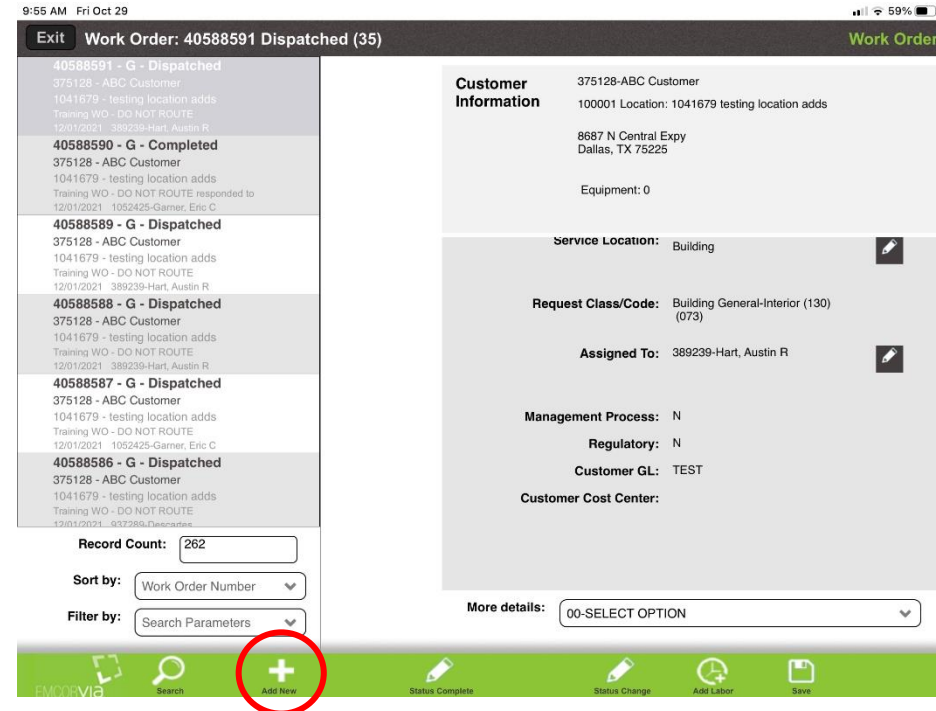 9:55 AM Fri Oct 29
59%
Exit Work Order: 40588591 Dispatched (35)
Work Order
40588591 - G - Dispatched
375128 - ABC Customer
1041679 - testing location adds
Training WO - DO NOT ROUTE
12/01/2021 389239-Hart, Austin R
40588590 - G - Completed
375128 - ABC Customer
1041679 - testing location adds
Training WO - DO NOT ROUTE responded to
12/01/2021 1052425-Garner, Eric C
40588589 - G - Dispatched
375128 - ABC Customer
1041679 - testing location adds
Training WO - DO NOT ROUTE
12/01/2021 389239-Hart, Austin R
40588588 - G - Dispatched
375128 - ABC Customer
1041679 - testing location adds
Training WO - DO NOT ROUTE
12/01/2021 389239-Hart, Austin R
40588587 - G - Dispatched
375128 - ABC Customer
1041679 - testing location adds
Training WO - DO NOT ROUTE
12/01/2021 1052425-Garner, Eric C
40588586 - G - Dispatched
375128 - ABC Customer
1041679 - testing location adds
Training WO - DO NOT ROUTE
12/01/2021 937289-Descartes
Record Count: 262
Sort by: Work Order Number
Filter by: Search Parameters
Customer Information
375128-ABC Customer
100001 Location: 1041679 testing location adds
8687 N Central Expy
Dallas, TX 75225
Equipment: 0
Service Location: Building
Request Class/Code: Building General-Interior (130)
(073)
Assigned To: 389239-Hart, Austin R
Management Process: N
Regulatory: N
Customer GL: TEST
Customer Cost Center:
More details: 00-SELECT OPTION
EMCORVIA
Search
Add New
Status Complete
Status Change
Add Labor
Save